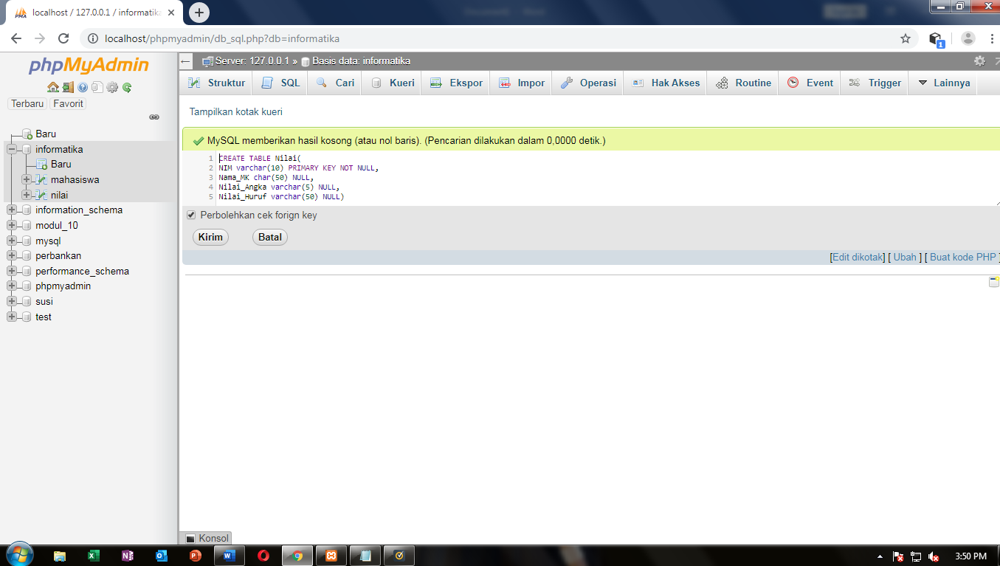 localhost / 127.0.0.1 / informatika
localhost/phpmyadmin/db_sql.php?db=informatika
1
phpMyAdmin
Terbaru Favorit
Baru
informatika
Baru
mahasiswa
nilai
information_schema
modul_10
mysql
perbankan
performance_schema
phpmyadmin
susi
test
Server: 127.0.0.1 » Basis data: informatika
Struktur SQL Cari Kueri Ekspor Impor Operasi Hak Akses Routine Event Trigger Lainnya
Tampilkan kotak kueri
MySQL memberikan hasil kosong (atau nol baris). (Pencarian dilakukan dalam 0,0000 detik.)
1 CREATE TABLE Nilai(
2 NIM varchar(10) PRIMARY KEY NOT NULL,
3 Nama_MK char(50) NULL,
4 Nilai_Angka varchar(5) NULL,
5 Nilai_Huruf varchar(50) NULL)
Perbolehkan cek forign key
Kirim Batal
[Edit dikotak] [ Ubah ] [ Buat kode PHP ]
Konsol
3:50 PM